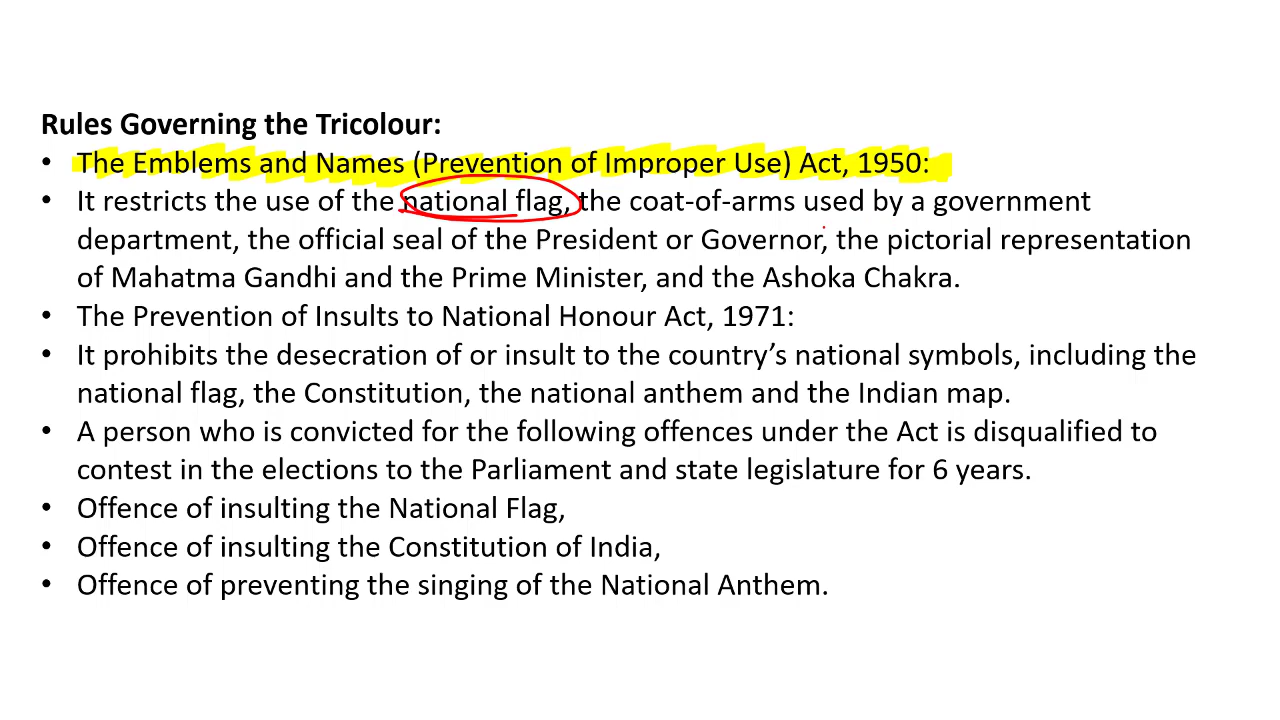 Rules Governing the Tricolour:
• The Emblems and Names (Prevention of Improper Use) Act, 1950:
• It restricts the use of the national flag, the coat-of-arms used by a government
department, the official seal of the President or Governor, the pictorial representation
of Mahatma Gandhi and the Prime Minister, and the Ashoka Chakra.
• The Prevention of Insults to National Honour Act, 1971:
• It prohibits the desecration of or insult to the country’s national symbols, including the
national flag, the Constitution, the national anthem and the Indian map.
• A person who is convicted for the following offences under the Act is disqualified to
contest in the elections to the Parliament and state legislature for 6 years.
• Offence of insulting the National Flag,
• Offence of insulting the Constitution of India,
• Offence of preventing the singing of the National Anthem.